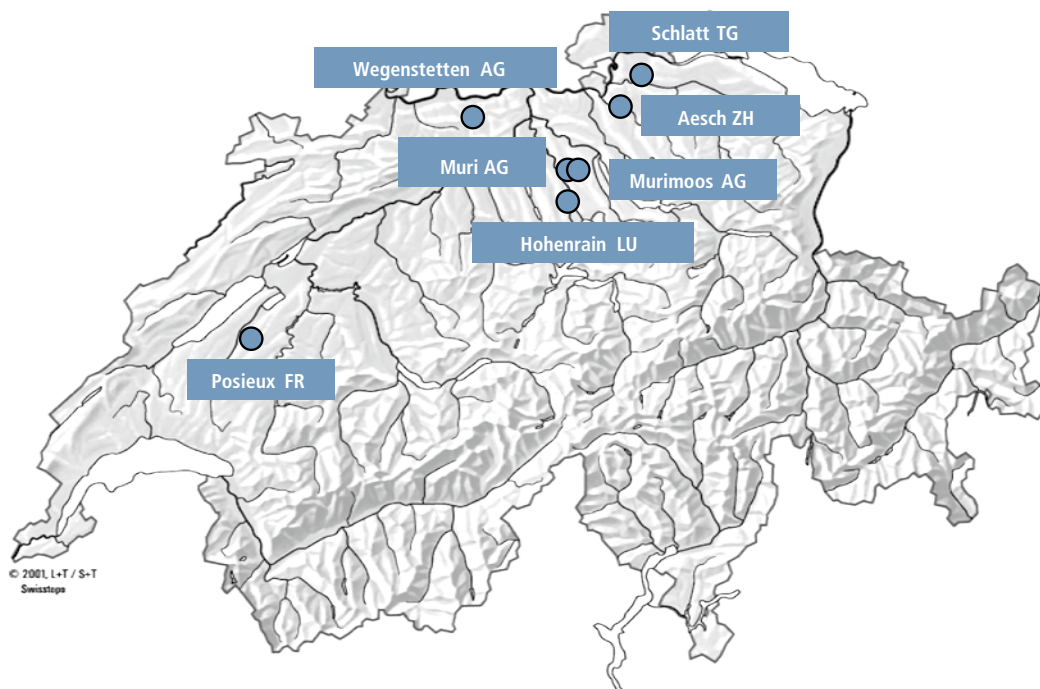 Schlatt TG
Wegenstetten AG
Aesch ZH
Muri AG
Murimoos AG
Hohenrain LU
Posieux FR
© 2001, L+T / S+T
Swisstopo